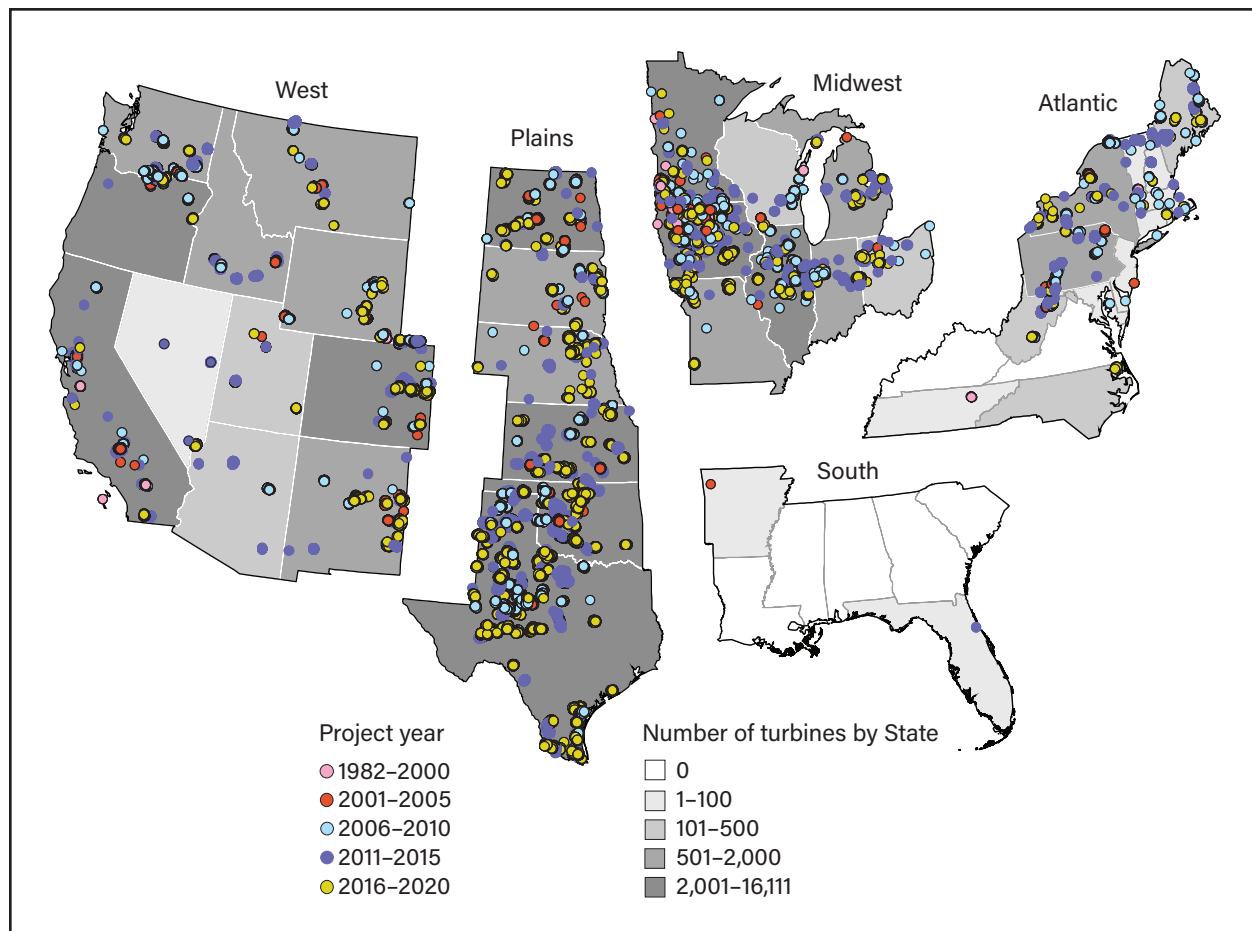 West
Plains
Midwest
Atlantic
South
Project year
1982–2000
2001–2005
2006–2010
2011–2015
2016–2020
Number of turbines by State
0
1–100
101–500
501–2,000
2,001–16,111